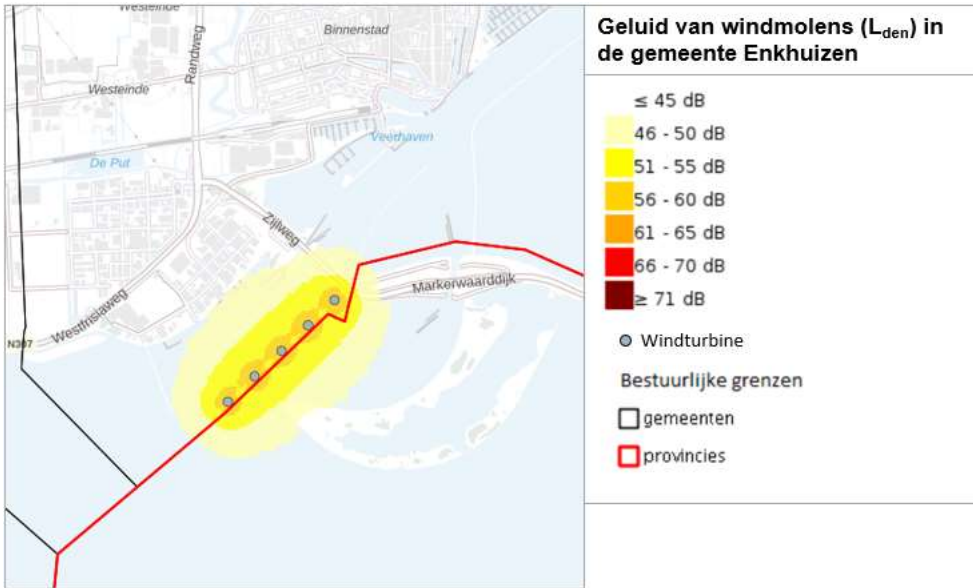 Westeinde
Binnenstad
Randweg
Westeinde
Veerhaven
De Put
Zijlweg
Markerwaarddijk
Westfrisiaweg
N307
Geluid van windmolens (Lden) in
de gemeente Enkhuizen
≤ 45 dB
46 - 50 dB
51 - 55 dB
56 - 60 dB
61 - 65 dB
66 - 70 dB
≥ 71 dB
Windturbine
Bestuurlijke grenzen
gemeenten
provincies